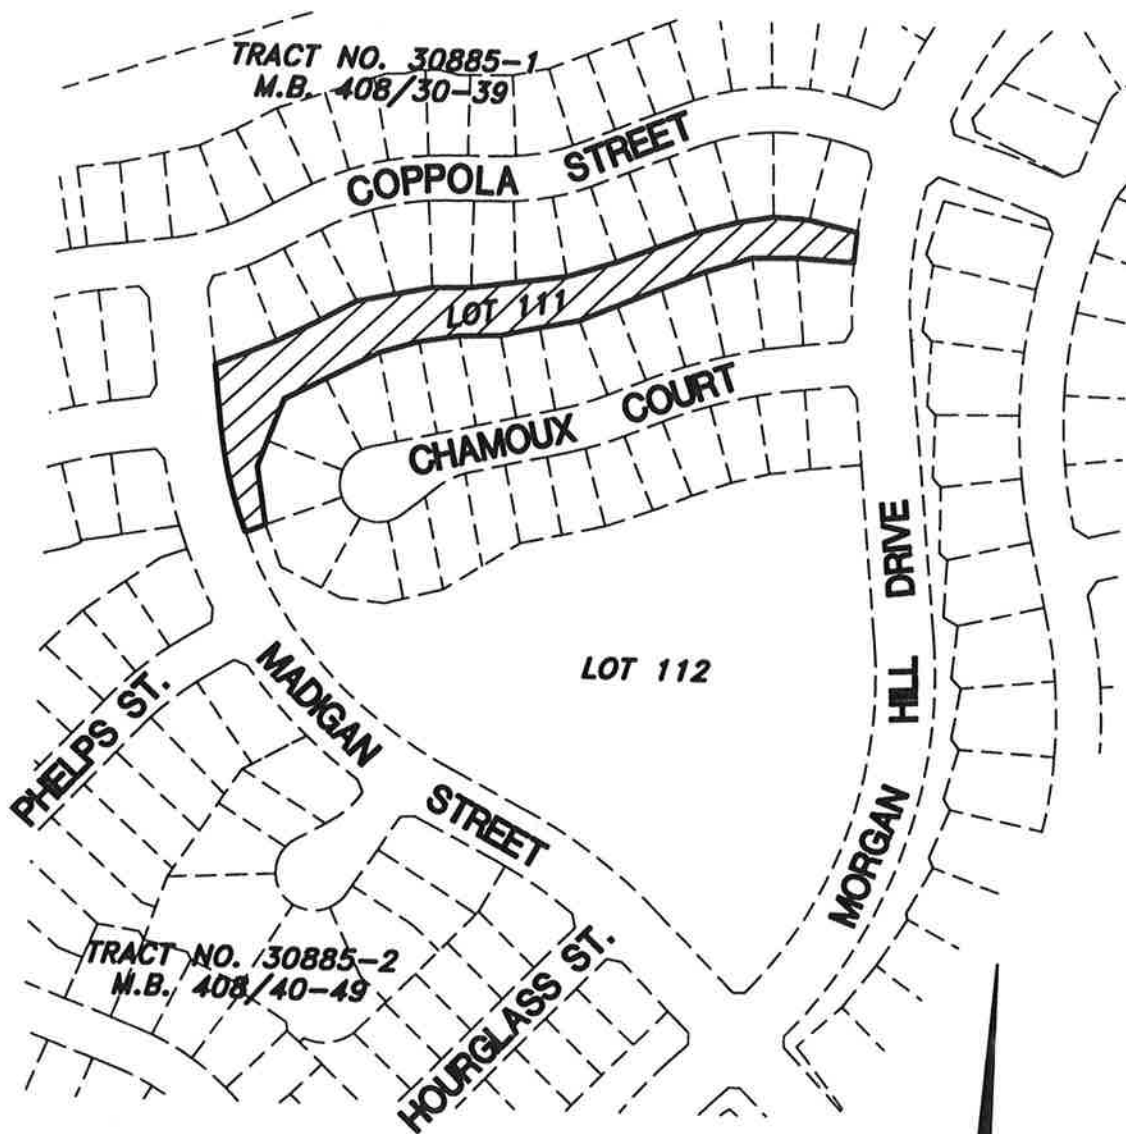 TRACT NO. 30885-1
M.B. 408/30-39
COPPOLA STREET
LOT 111
CHAMOUX COURT
MORGAN HILL DRIVE
LOT 112
PHELPS ST.
MADIGAN STREET
TRACT NO. 30885-2
M.B. 408/40-49
HOURGLASS ST.